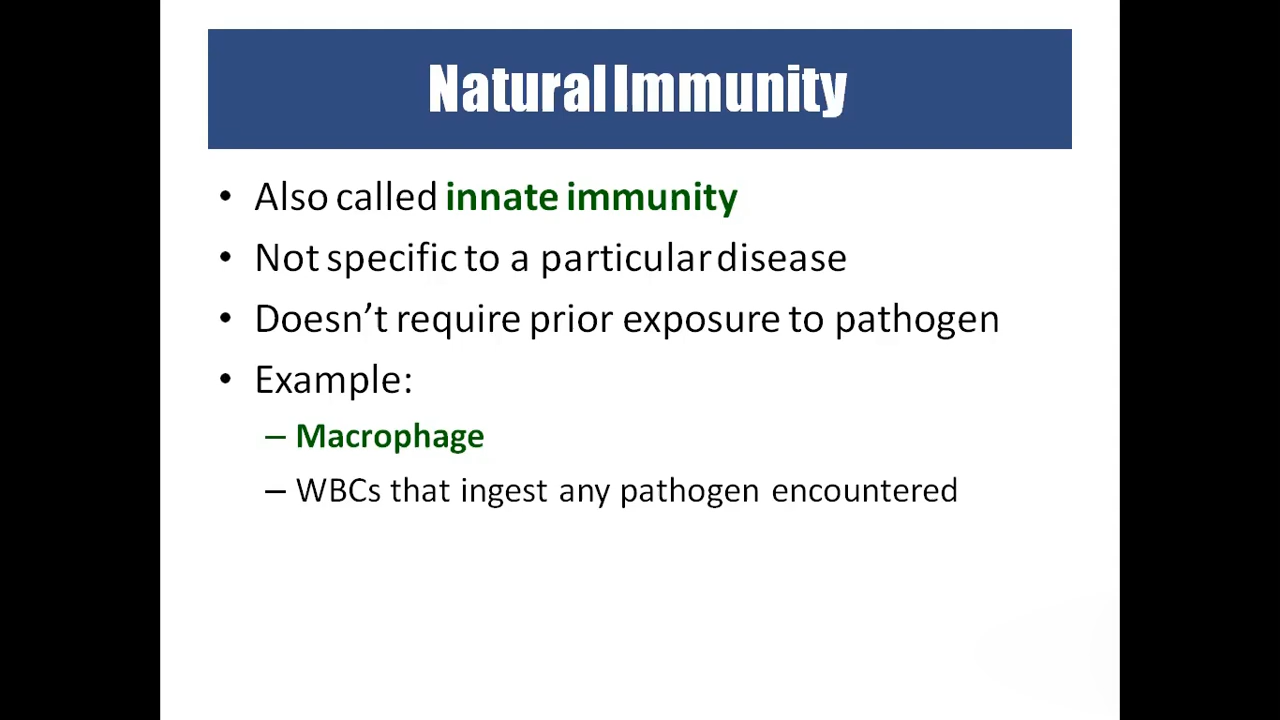 Natural Immunity
• Also called innate immunity
• Not specific to a particular disease
• Doesn’t require prior exposure to pathogen
• Example:
– Macrophage
– WBCs that ingest any pathogen encountered